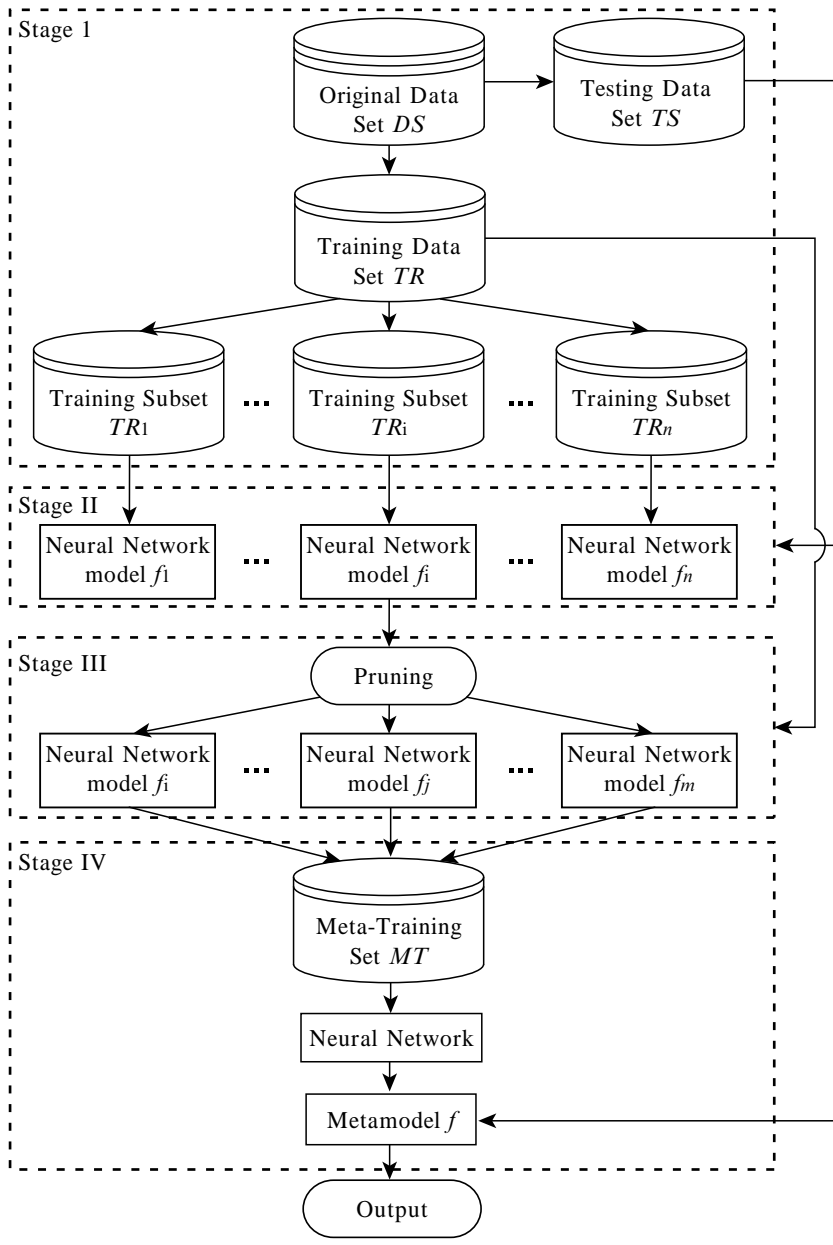 Stage 1
Original Data
Set DS
Testing Data
Set TS
Training Data
Set TR
Training Subset
TR1
...
Training Subset
TRi
...
Training Subset
TRn
Stage II
Neural Network
model f1
...
Neural Network
model fi
...
Neural Network
model fn
Stage III
Pruning
Neural Network
model fi
...
Neural Network
model fj
...
Neural Network
model fm
Stage IV
Meta-Training
Set MT
Neural Network
Metamodel f
Output